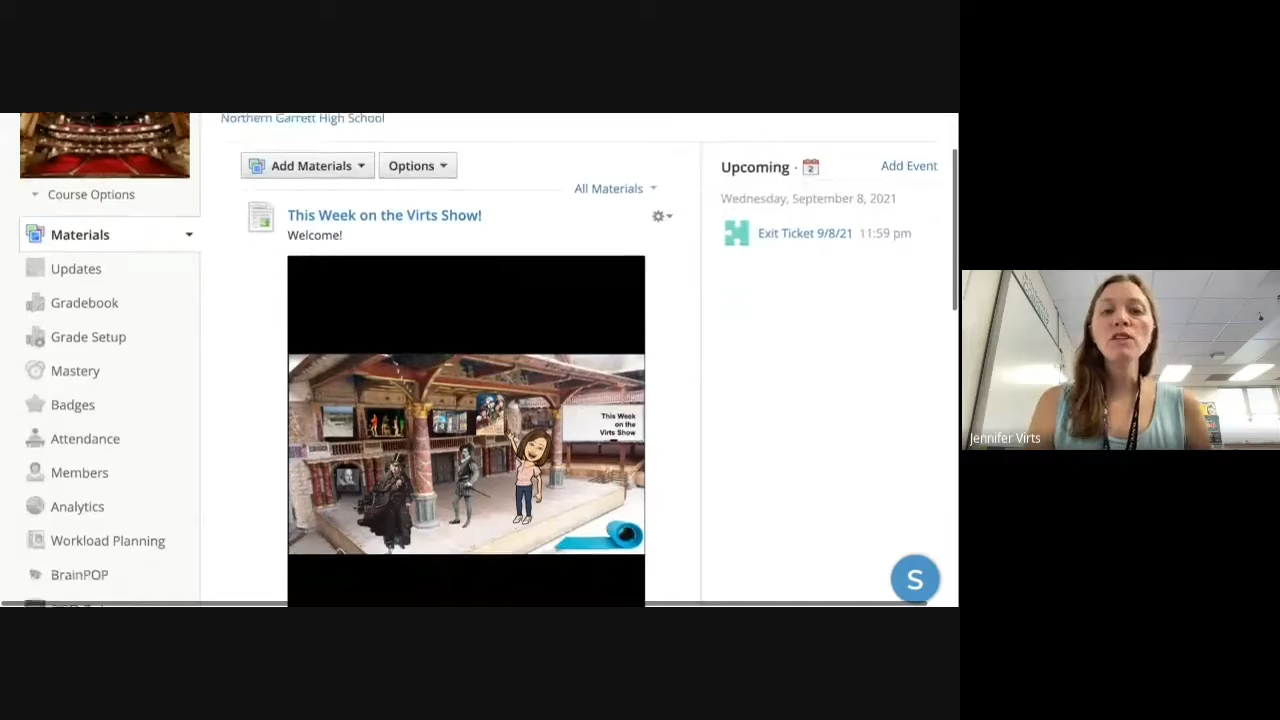 Northern Garrett High School
Add Materials
Options
Upcoming ·
2
Add Event
All Materials
Course Options
Wednesday, September 8, 2021
This Week on the Virts Show!
Exit Ticket 9/8/21 11:59 pm
Materials
Welcome!
Updates
Gradebook
Grade Setup
Mastery
Badges
This Week
on the
Virts Show
Attendance
Jennifer Virts
Members
Analytics
Workload Planning
BrainPOP
S